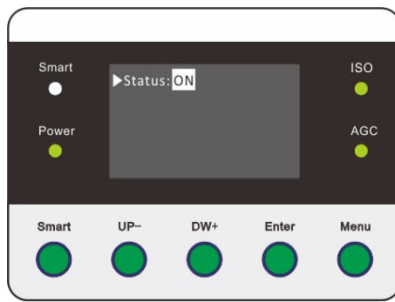 Smart
ISO
▶Status: ON
Power
AGC
Smart
UP-
DW+
Enter
Menu